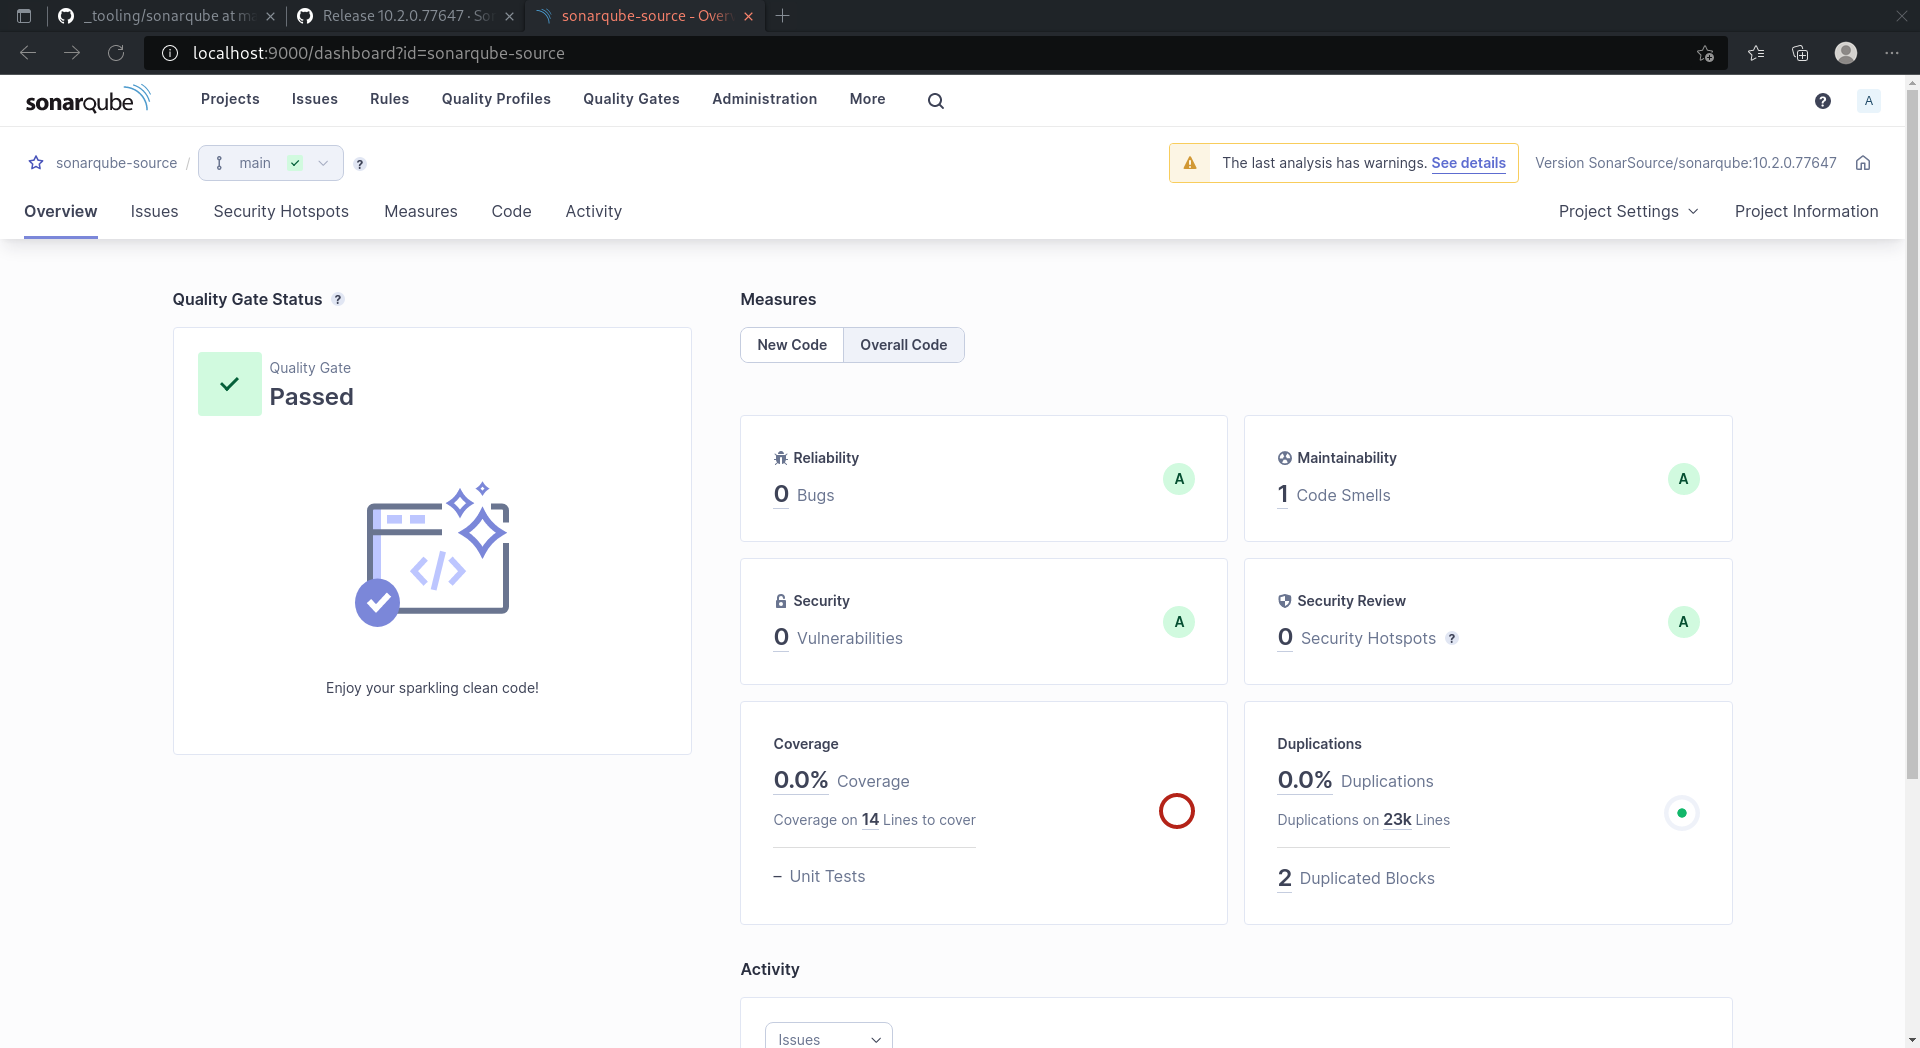 _tooling/sonarqube at ma
Release 10.2.0.77647 · So
sonarqube-source - Over
localhost:9000/dashboard?id=sonarqube-source
sonarqube
Projects
Issues
Rules
Quality Profiles
Quality Gates
Administration
More
?
A
sonarqube-source /
main
?
The last analysis has warnings. See details
Version SonarSource/sonarqube:10.2.0.77647
Overview
Issues
Security Hotspots
Measures
Code
Activity
Project Settings
Project Information
Quality Gate Status ?
Quality Gate
Passed
</>
Enjoy your sparkling clean code!
Measures
New Code
Overall Code
Reliability
0 Bugs
A
Maintainability
1 Code Smells
A
Security
0 Vulnerabilities
A
Security Review
0 Security Hotspots ?
A
Coverage
0.0% Coverage
Coverage on 14 Lines to cover
– Unit Tests
Duplications
0.0% Duplications
Duplications on 23k Lines
2 Duplicated Blocks
Activity
Issues